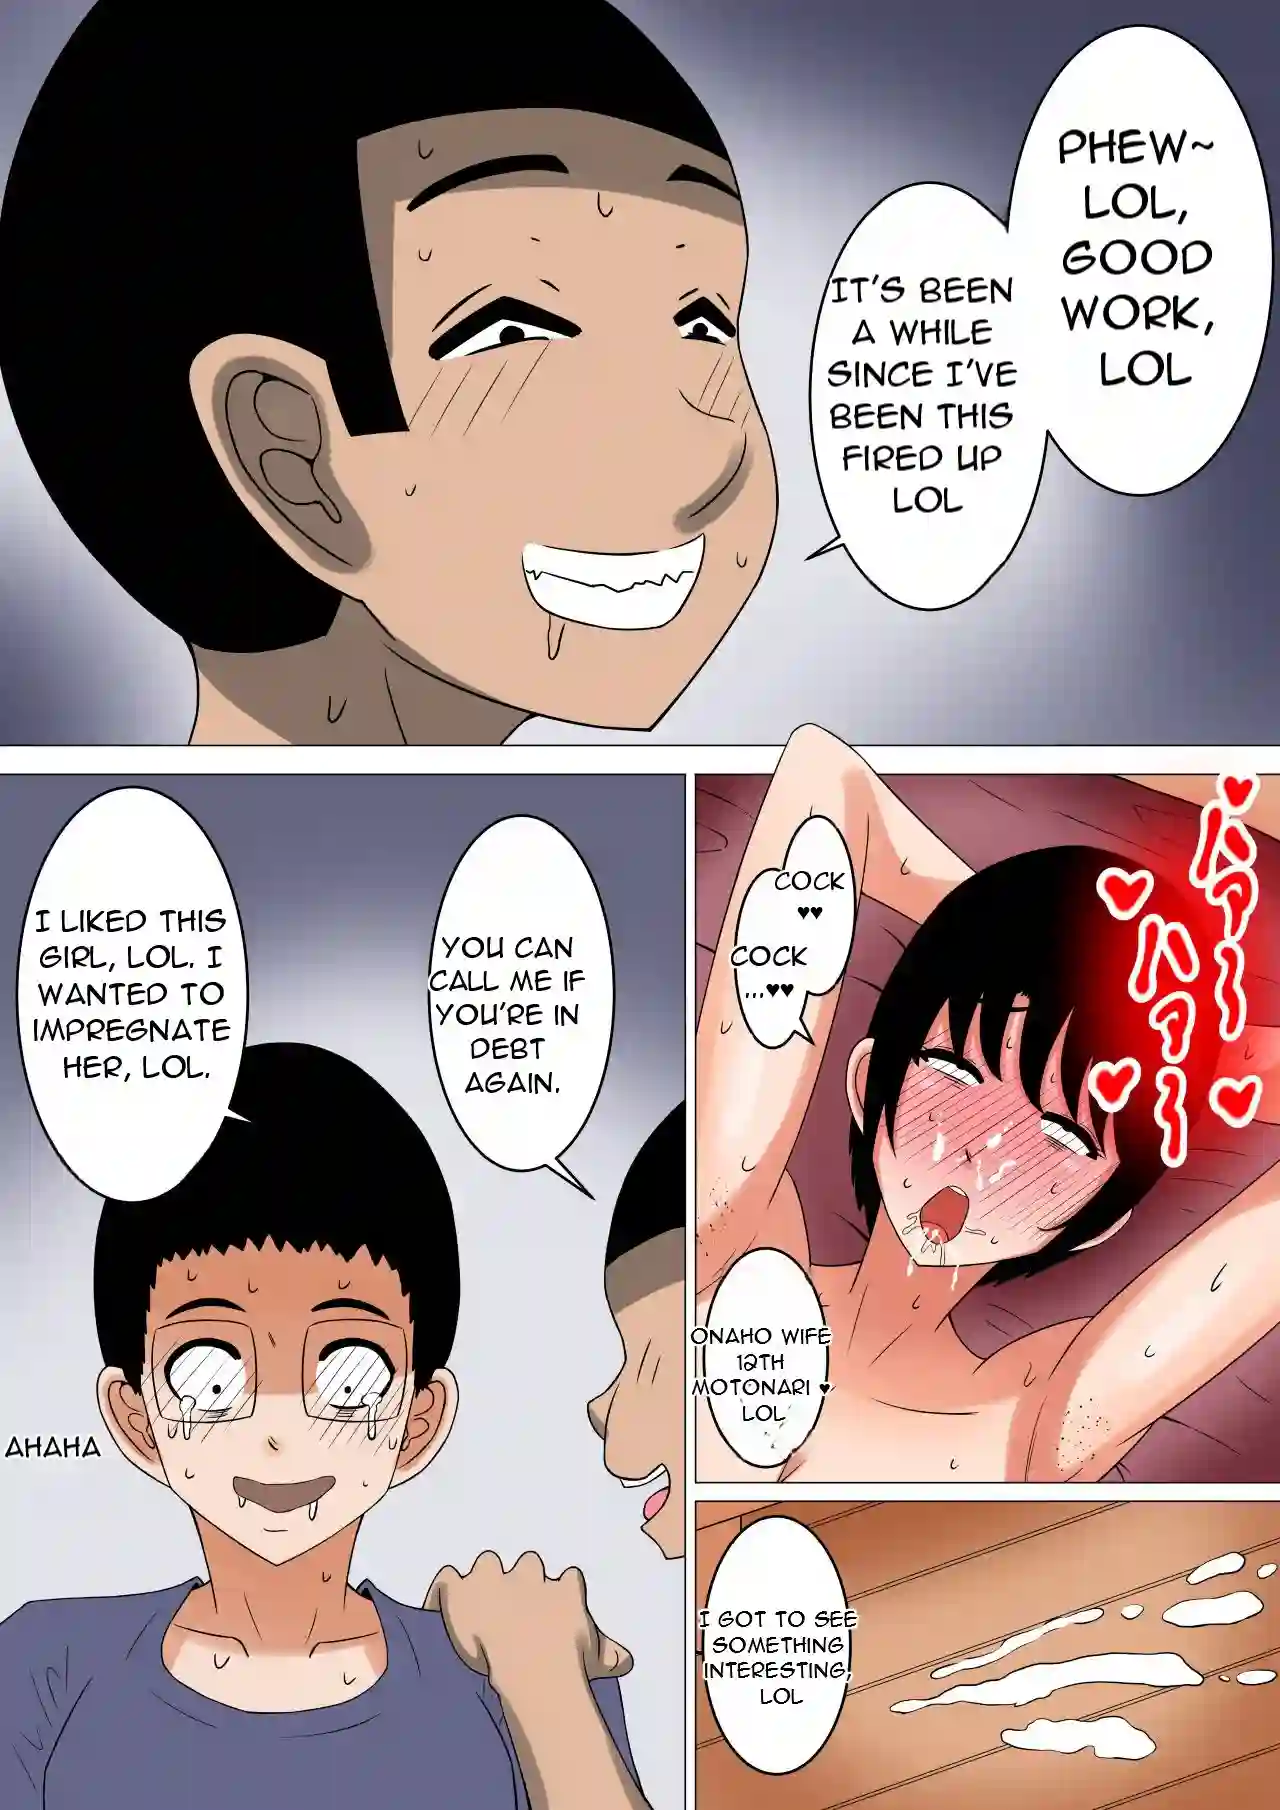 PHEW~
LOL,
GOOD
WORK,
LOL
IT'S BEEN
A WHILE
SINCE I'VE
BEEN THIS
FIRED UP
LOL
COCK
♥♥
COCK
...♥♥
ハァ〜
ハァ〜
ONAHO WIFE
12TH
MOTONARI ♥
LOL
I GOT TO SEE
SOMETHING
INTERESTING,
LOL
YOU CAN
CALL ME IF
YOU'RE IN
DEBT
AGAIN.
I LIKED THIS
GIRL, LOL. I
WANTED TO
IMPREGNATE
HER, LOL.
AHAHA